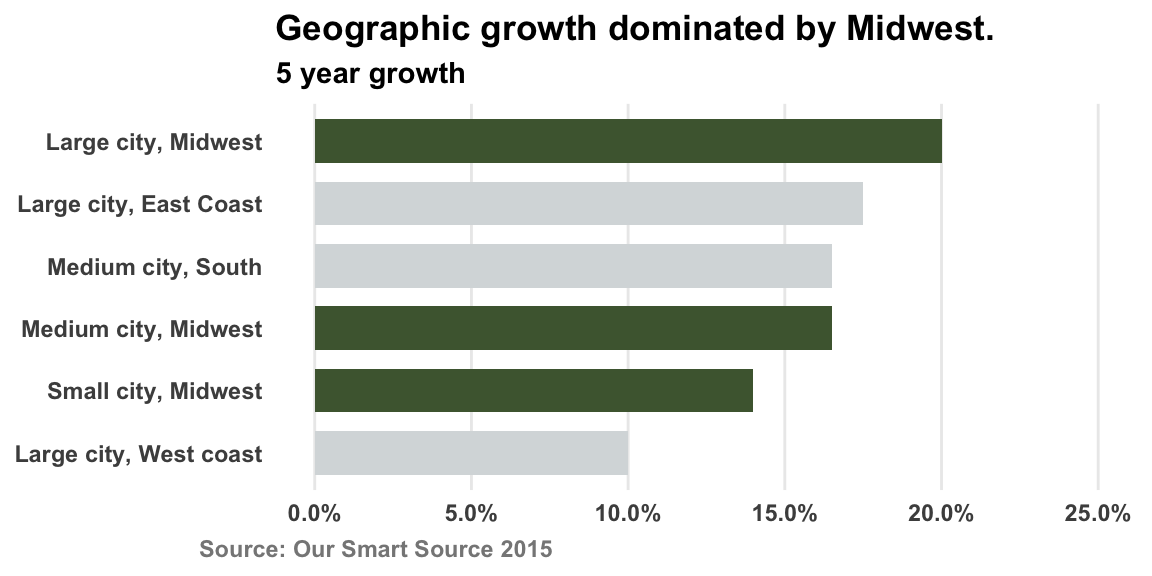 Geographic growth dominated by Midwest.
5 year growth
Large city, Midwest
Large city, East Coast
Medium city, South
Medium city, Midwest
Small city, Midwest
Large city, West coast
0.0% 5.0% 10.0% 15.0% 20.0% 25.0%
Source: Our Smart Source 2015